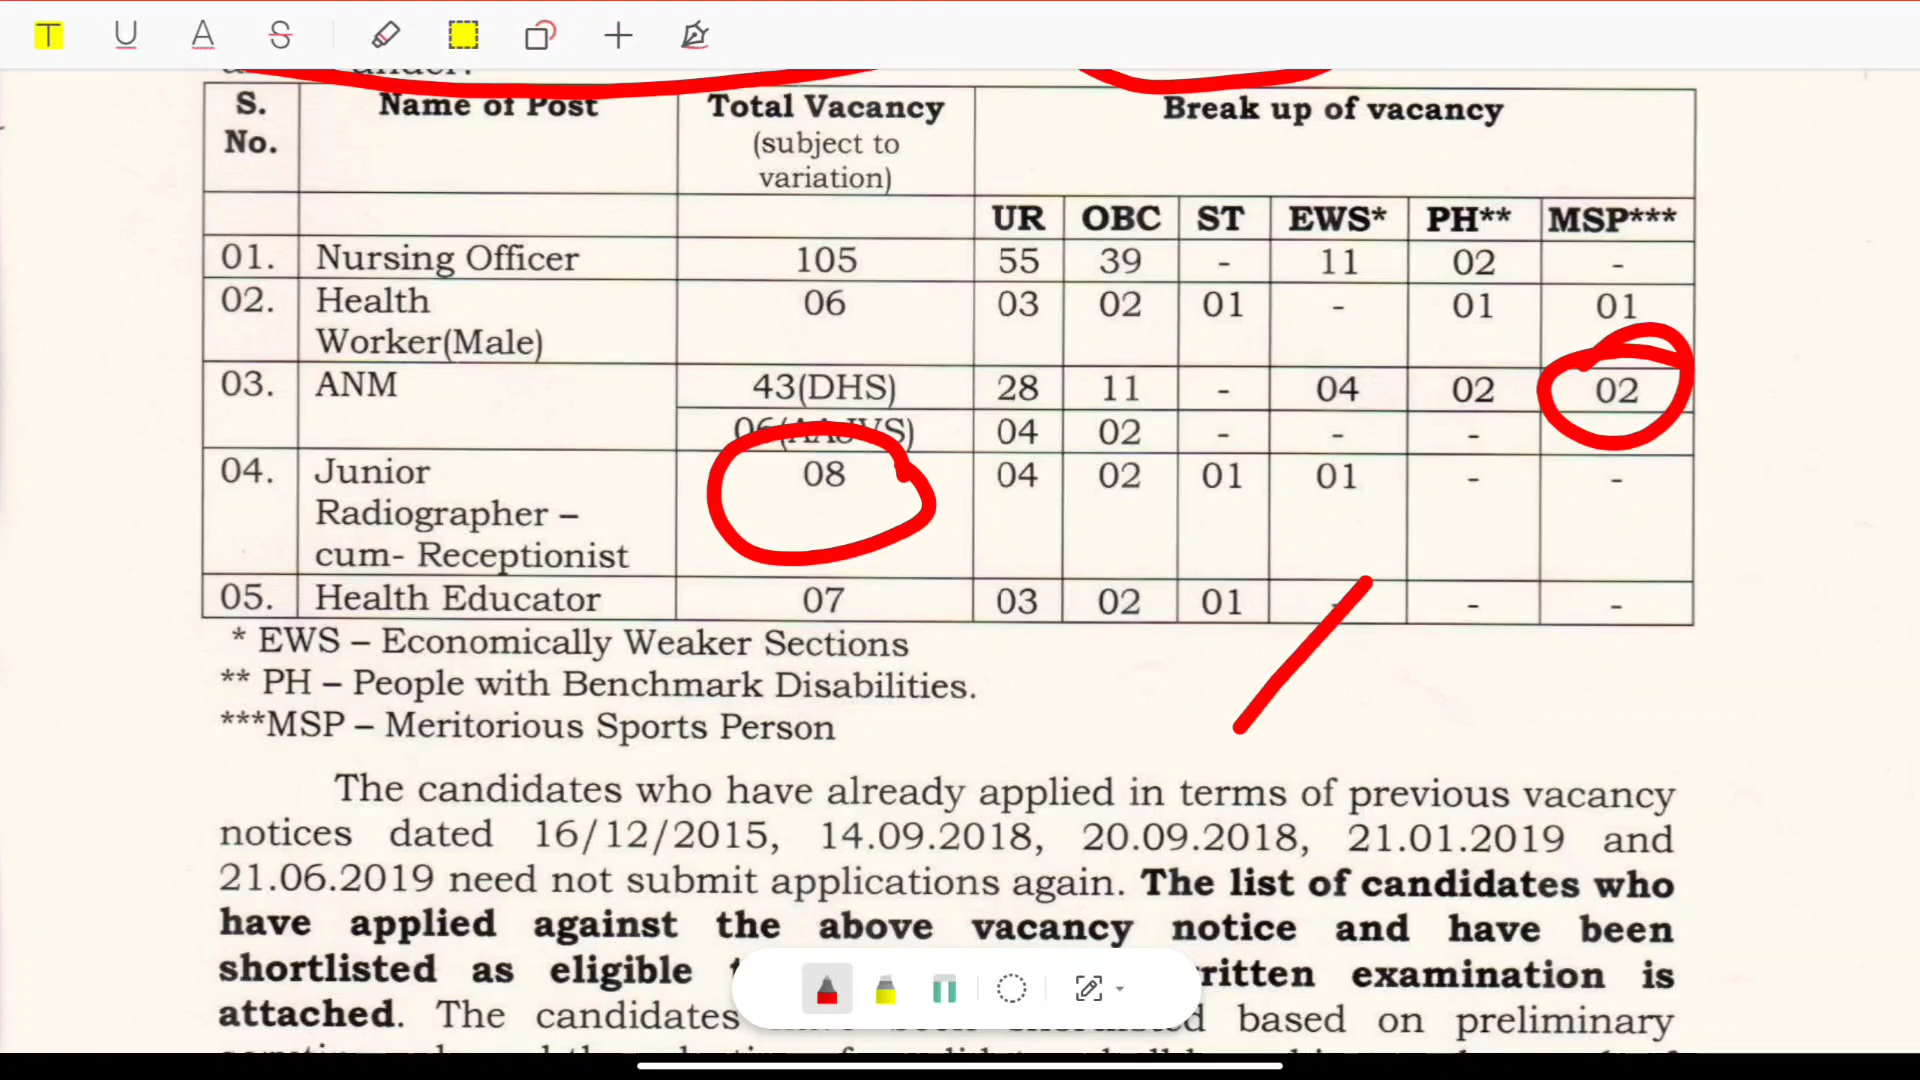 S. No. Name of Post Total Vacancy (subject to variation) Break up of vacancy
UR OBC ST EWS* PH** MSP***
01. Nursing Officer 105 55 39 - 11 02 -
02. Health Worker(Male) 06 03 02 01 - 01 01
03. ANM 43(DHS) 28 11 - 04 02 02
06(AAJVS) 04 02 - - -
04. Junior Radiographer – cum- Receptionist 08 04 02 01 01 - -
05. Health Educator 07 03 02 01 - - -
* EWS – Economically Weaker Sections
** PH – People with Benchmark Disabilities.
***MSP – Meritorious Sports Person
The candidates who have already applied in terms of previous vacancy
notices dated 16/12/2015, 14.09.2018, 20.09.2018, 21.01.2019 and
21.06.2019 need not submit applications again. The list of candidates who
have applied against the above vacancy notice and have been
shortlisted as eligible ritten examination is
attached. The candidates based on preliminary